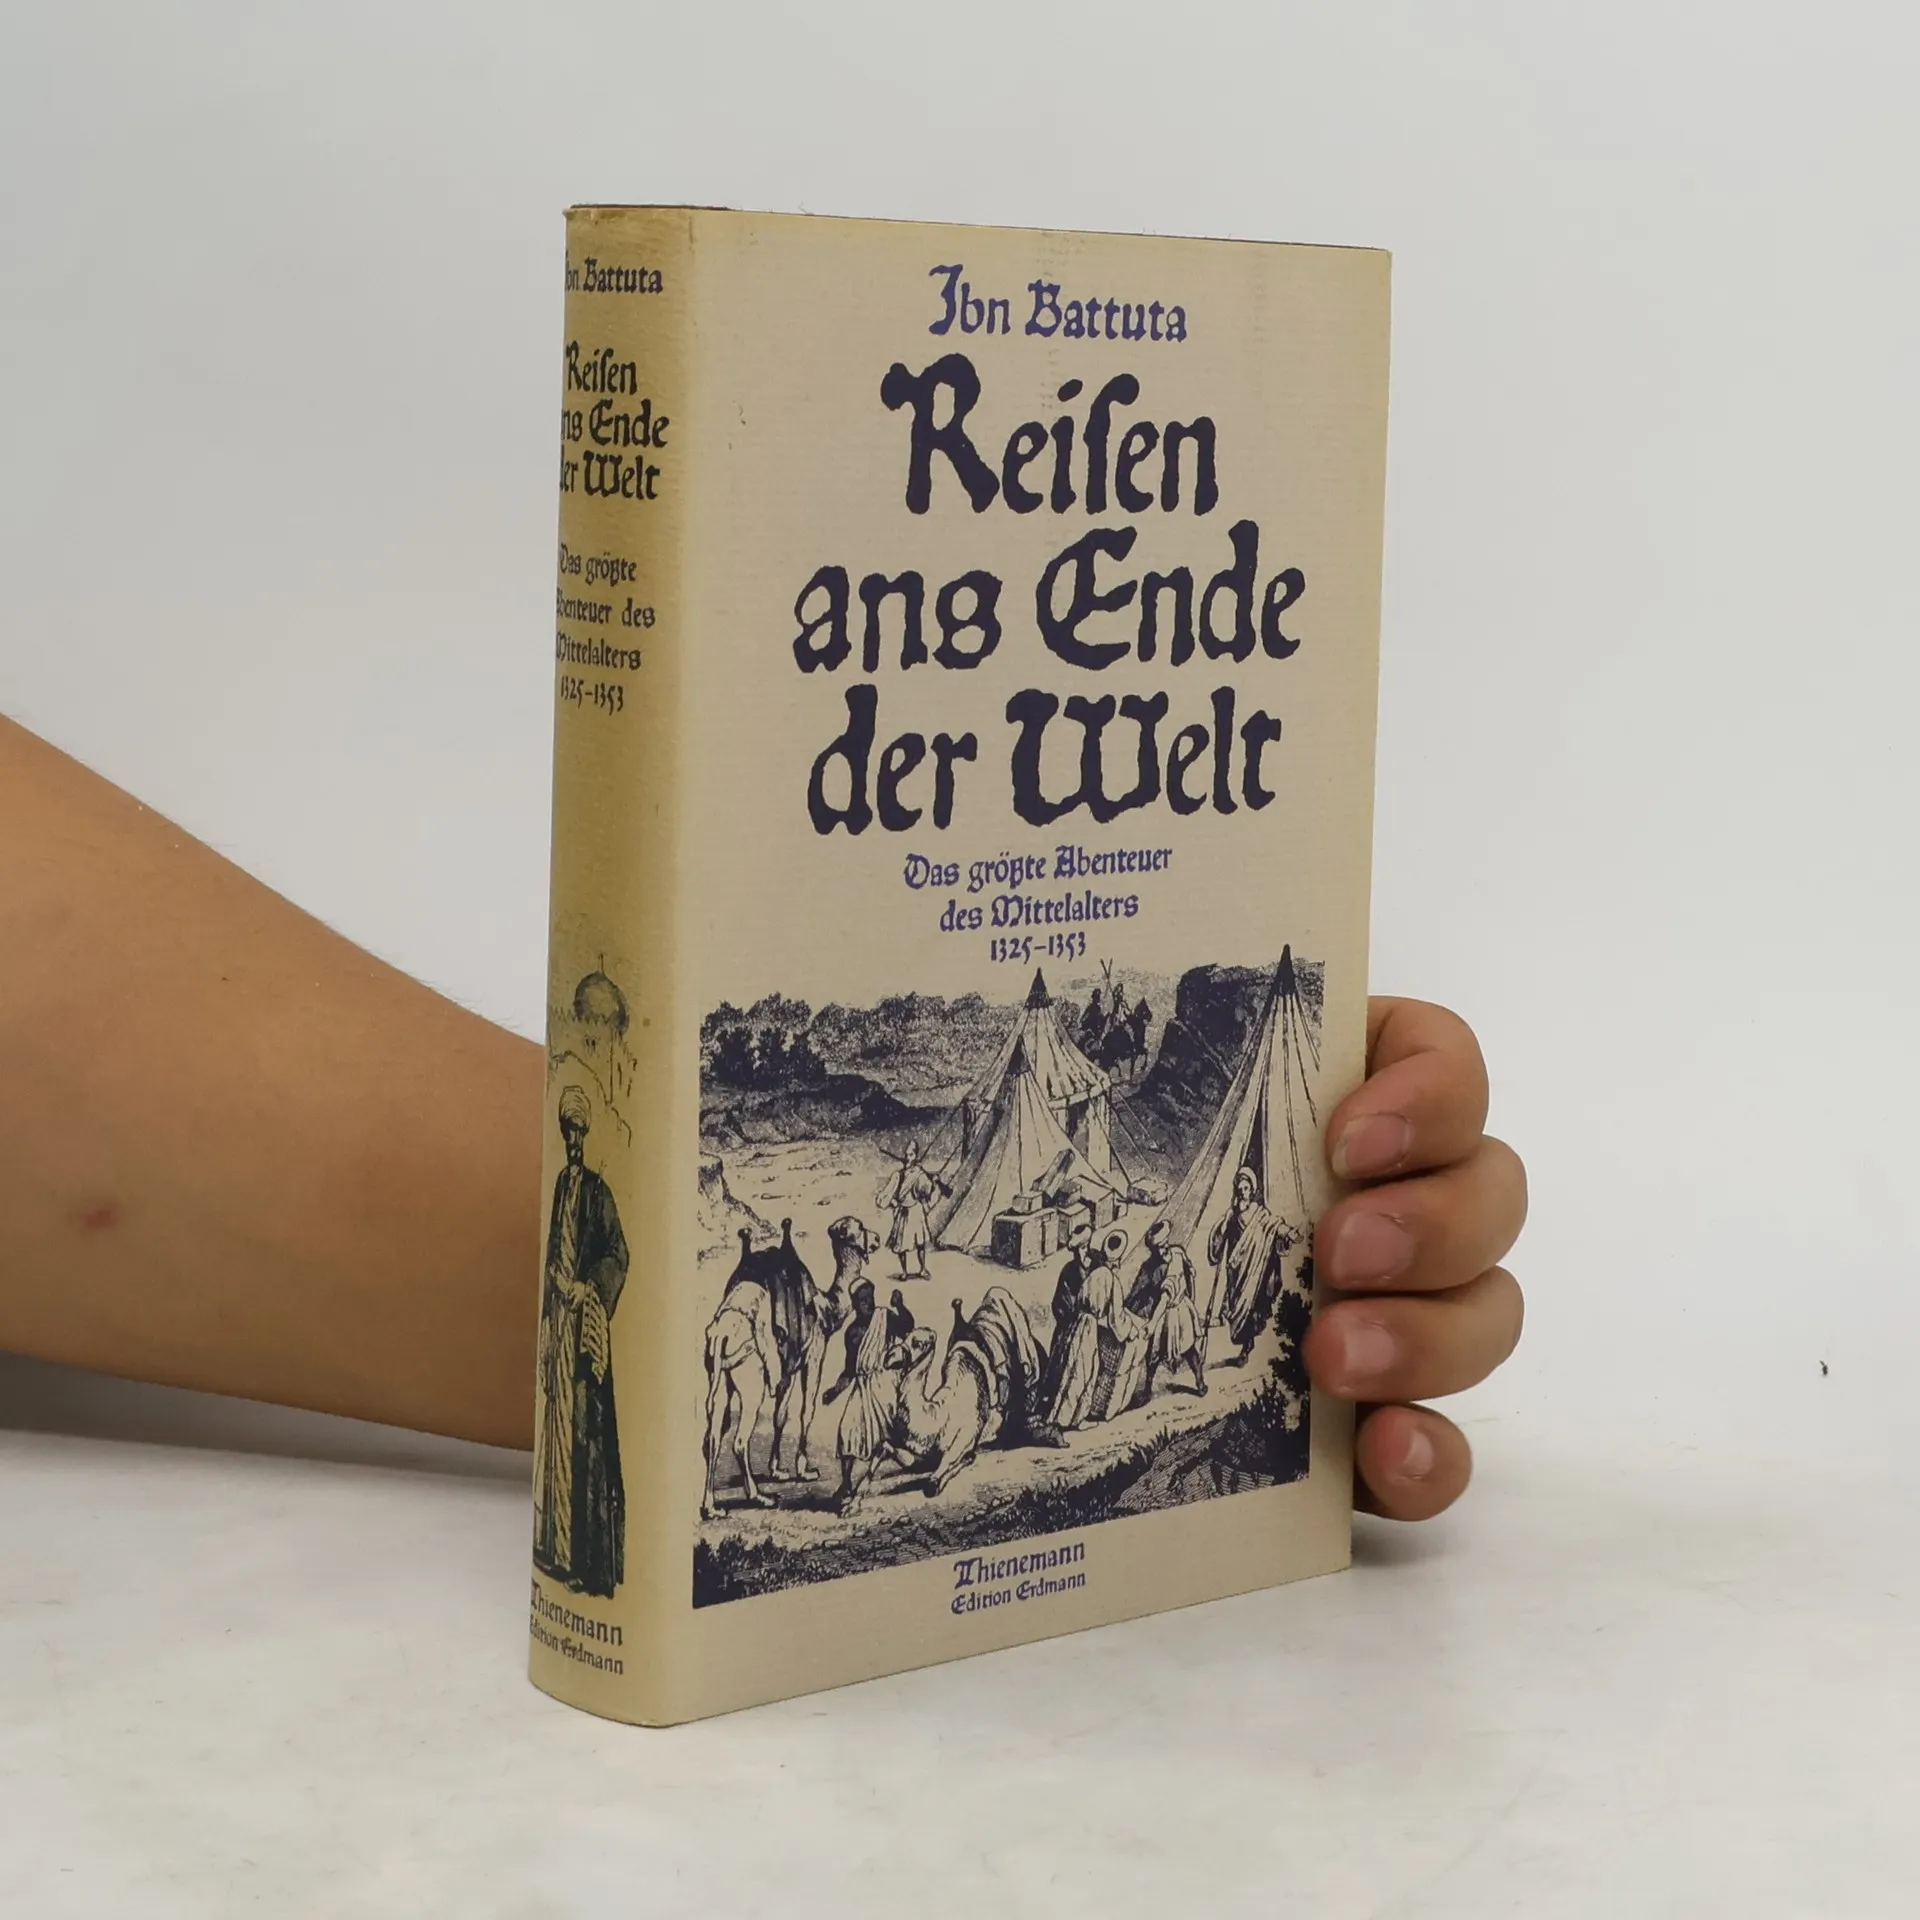 Ibn Battuta
Reiſen
ans Ende
der Welt
Das größte
Abenteuer des
Mittelalters
1325–1353
Thienemann
Edition Erdmann
Ibn Battuta
Reiſen
ans Ende
der Welt
Das größte Abenteuer
des Mittelalters
1325–1353
Thienemann
Edition Erdmann